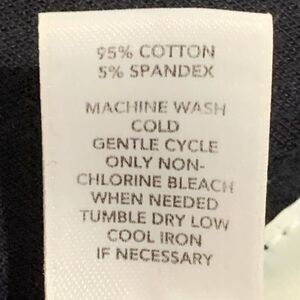 95% COTTON
5% SPANDEX
MACHINE WASH
COLD
GENTLE CYCLE
ONLY NON-
CHLORINE BLEACH
WHEN NEEDED
TUMBLE DRY LOW
COOL IRON
IF NECESSARY